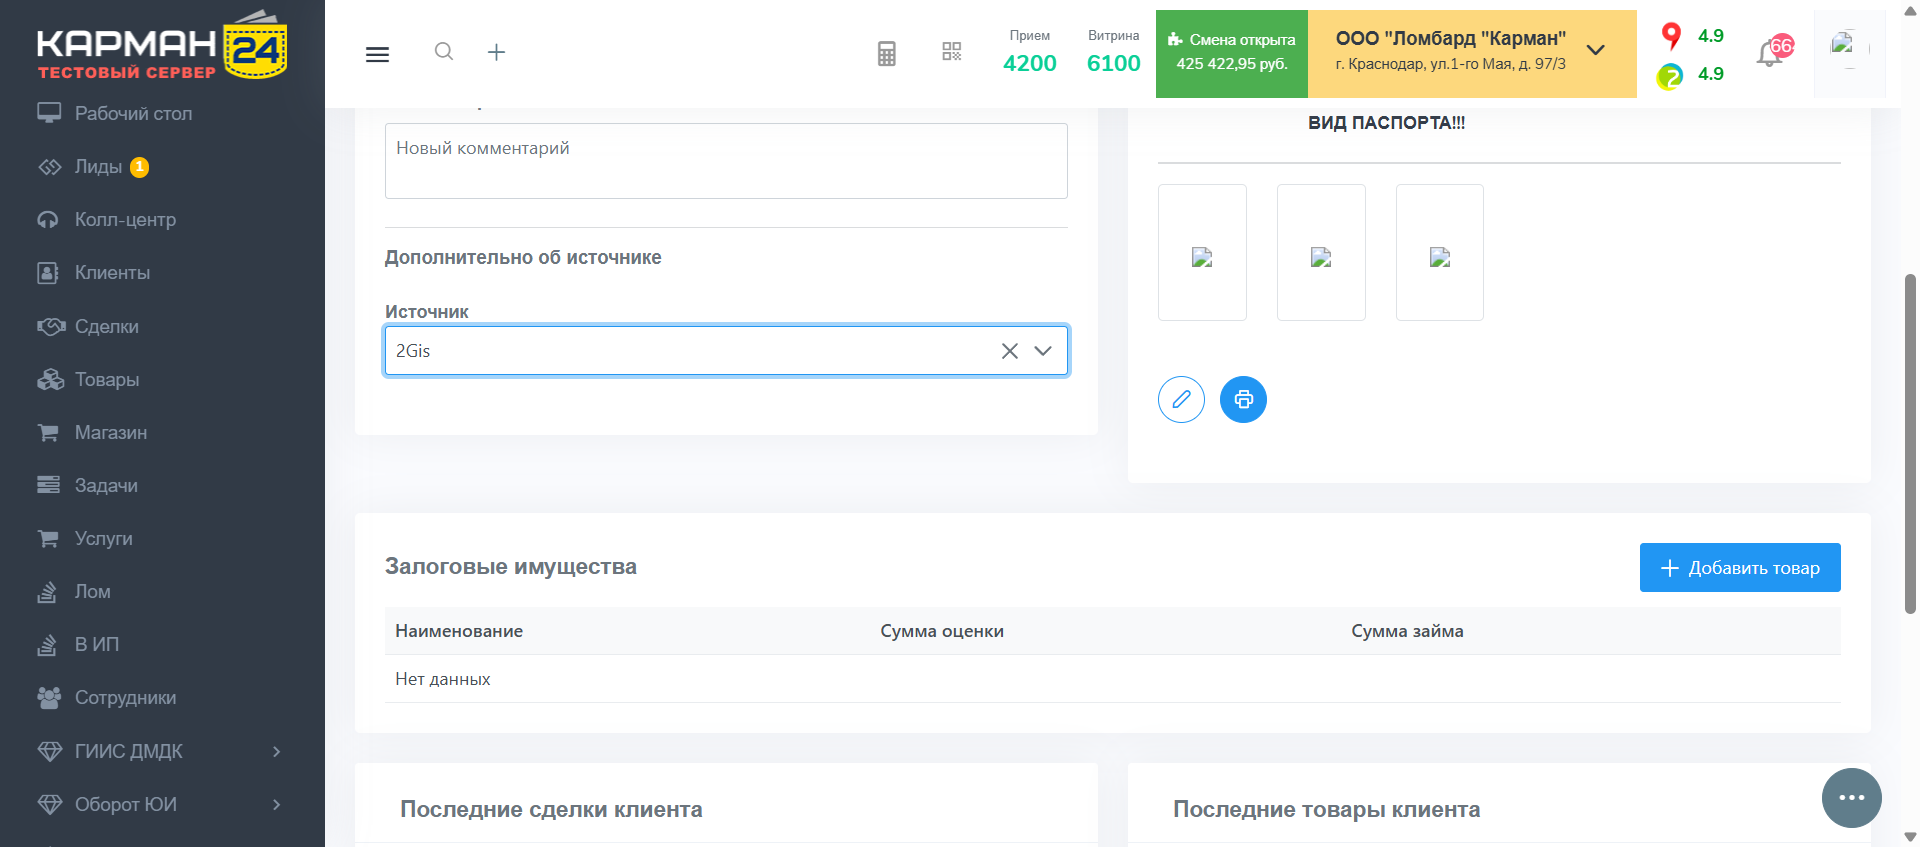 КАРМАН 24
ТЕСТОВЫЙ СЕРВЕР
Рабочий стол
Лиды 1
Колл-центр
Клиенты
Сделки
Товары
Магазин
Задачи
Услуги
Лом
В ИП
Сотрудники
ГИИС ДМДК
Оборот ЮИ
Прием
4200
Витрина
6100
Смена открыта
425 422,95 руб.
ООО "Ломбард "Карман"
г. Краснодар, ул.1-го Мая, д. 97/3
4.9
4.9
Новый комментарий
Дополнительно об источнике
Источник
2Gis
ВИД ПАСПОРТА!!!
Залоговые имущества
Добавить товар
Наименование Сумма оценки Сумма займа
Нет данных
Последние сделки клиента
Последние товары клиента